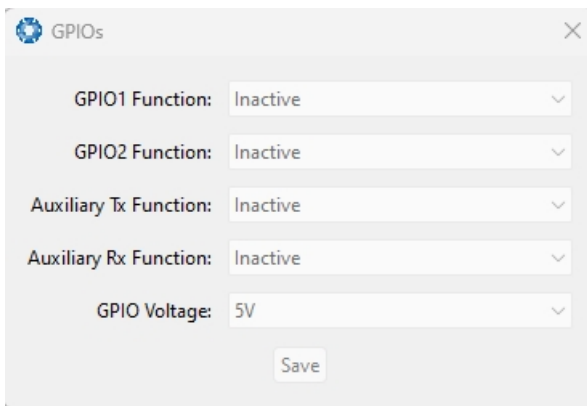 GPIOs
GPIO1 Function: Inactive
GPIO2 Function: Inactive
Auxiliary Tx Function: Inactive
Auxiliary Rx Function: Inactive
GPIO Voltage: 5V
Save